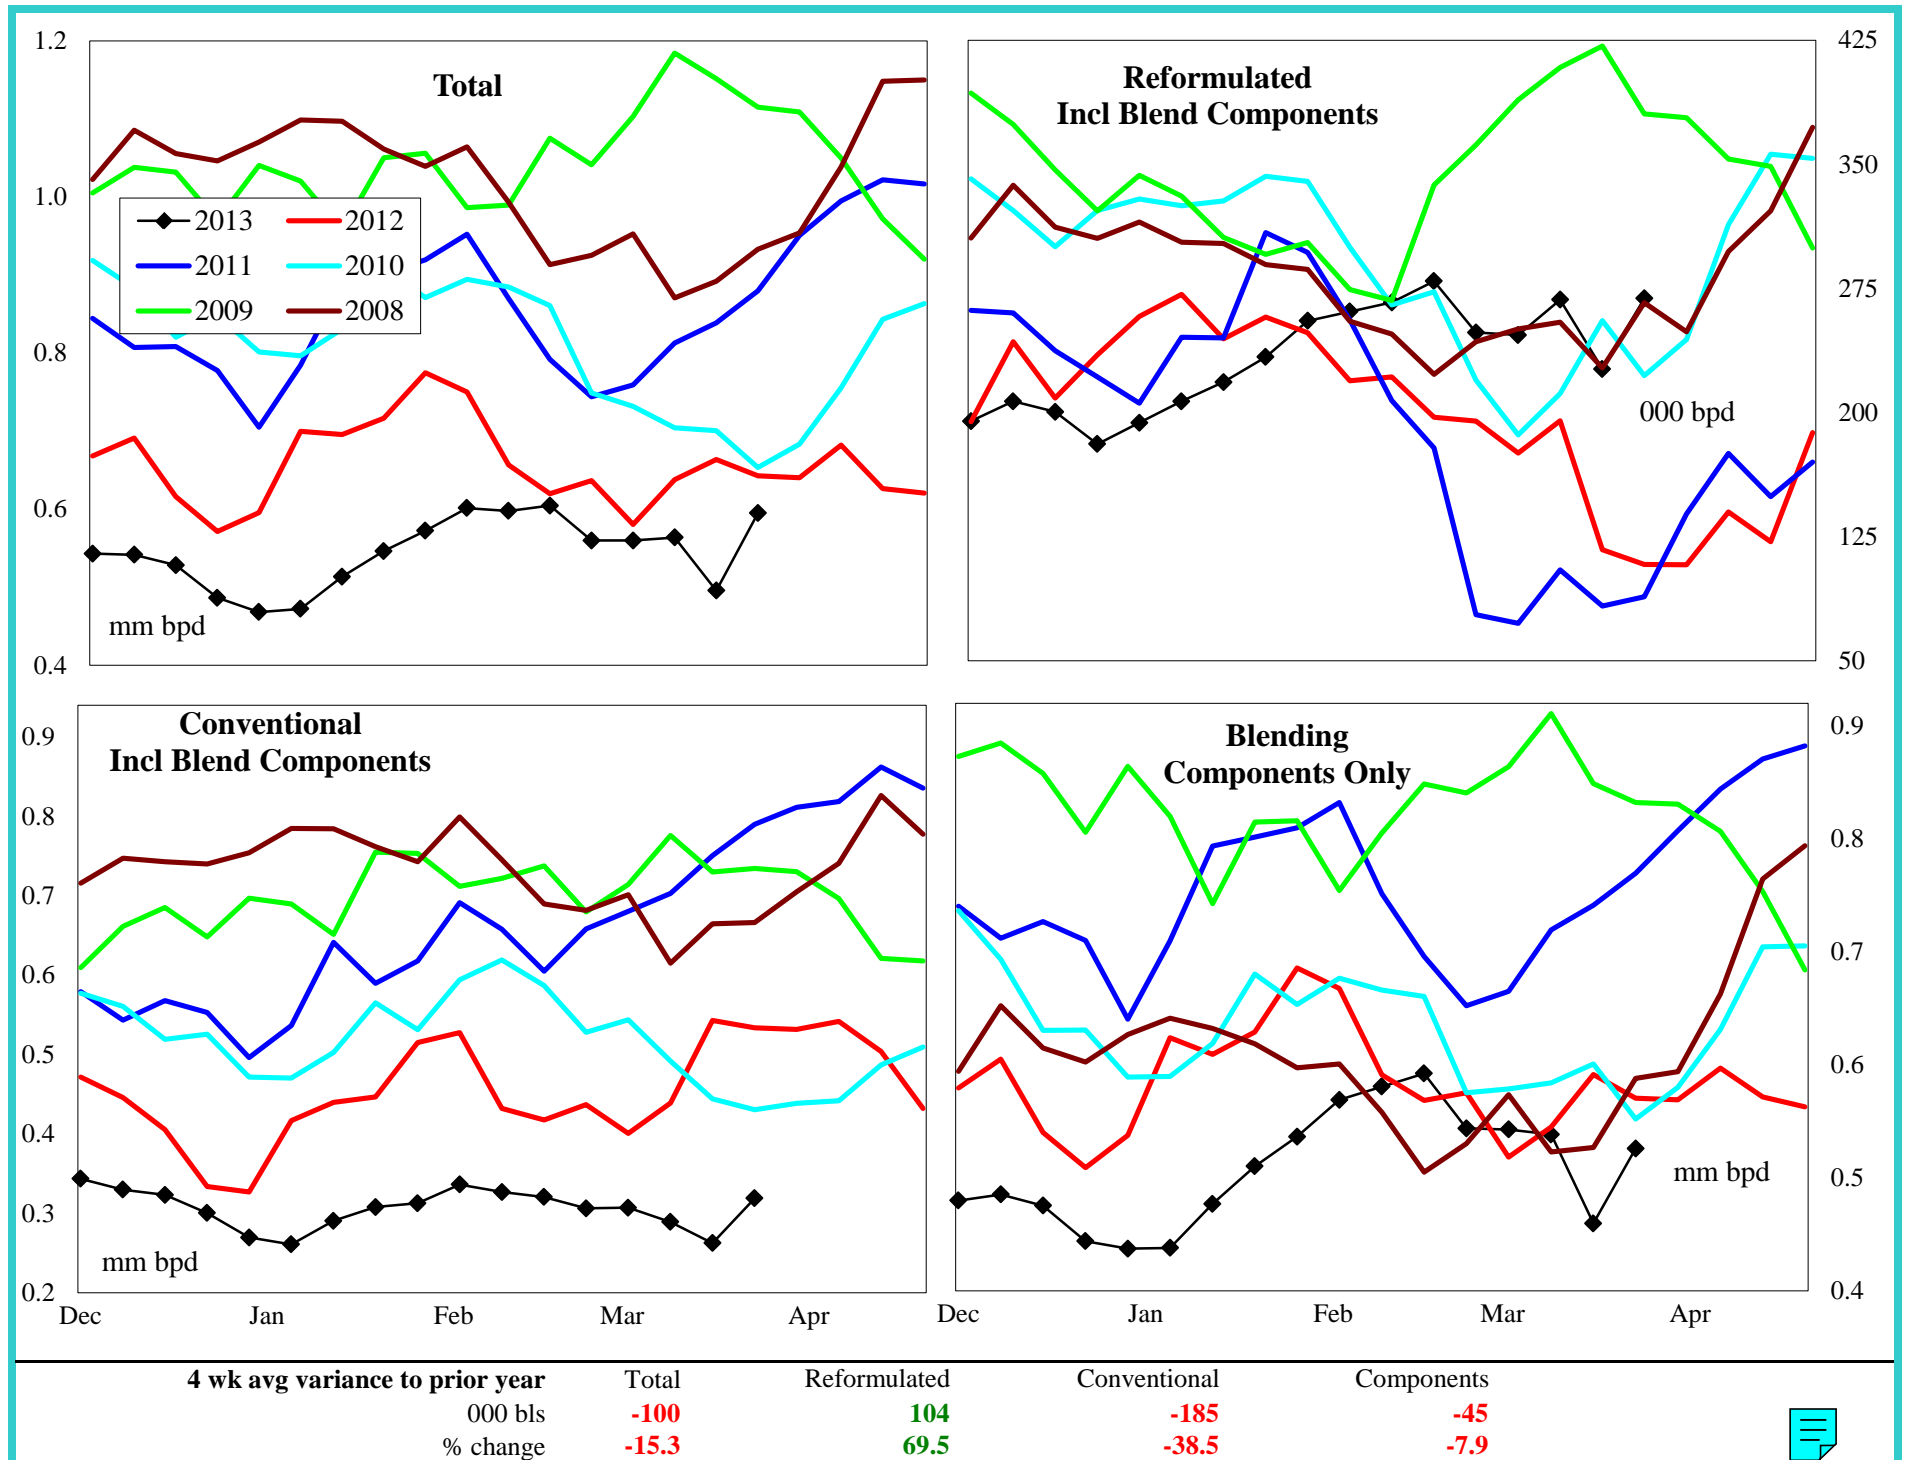 Total
1.2
1.0
0.8
0.6
0.4
2013
2012
2011
2010
2009
2008
mm bpd
Reformulated
Incl Blend Components
425
350
275
200
125
50
000 bpd
Conventional
Incl Blend Components
0.9
0.8
0.7
0.6
0.5
0.4
0.3
0.2
mm bpd
Dec Jan Feb Mar Apr
Blending
Components Only
0.9
0.8
0.7
0.6
0.5
0.4
mm bpd
Dec Jan Feb Mar Apr
4 wk avg variance to prior year Total Reformulated Conventional Components
000 bls -100 104 -185 -45
% change -15.3 69.5 -38.5 -7.9